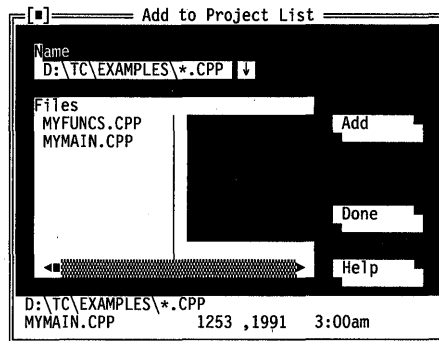 Add to Project List
Name
D:\TC\EXAMPLES\*.CPP ↓
Files
MYFUNCS.CPP
MYMAIN.CPP
Add
Done
Help
D:\TC\EXAMPLES\*.CPP
MYMAIN.CPP 1253 ,1991 3:00am